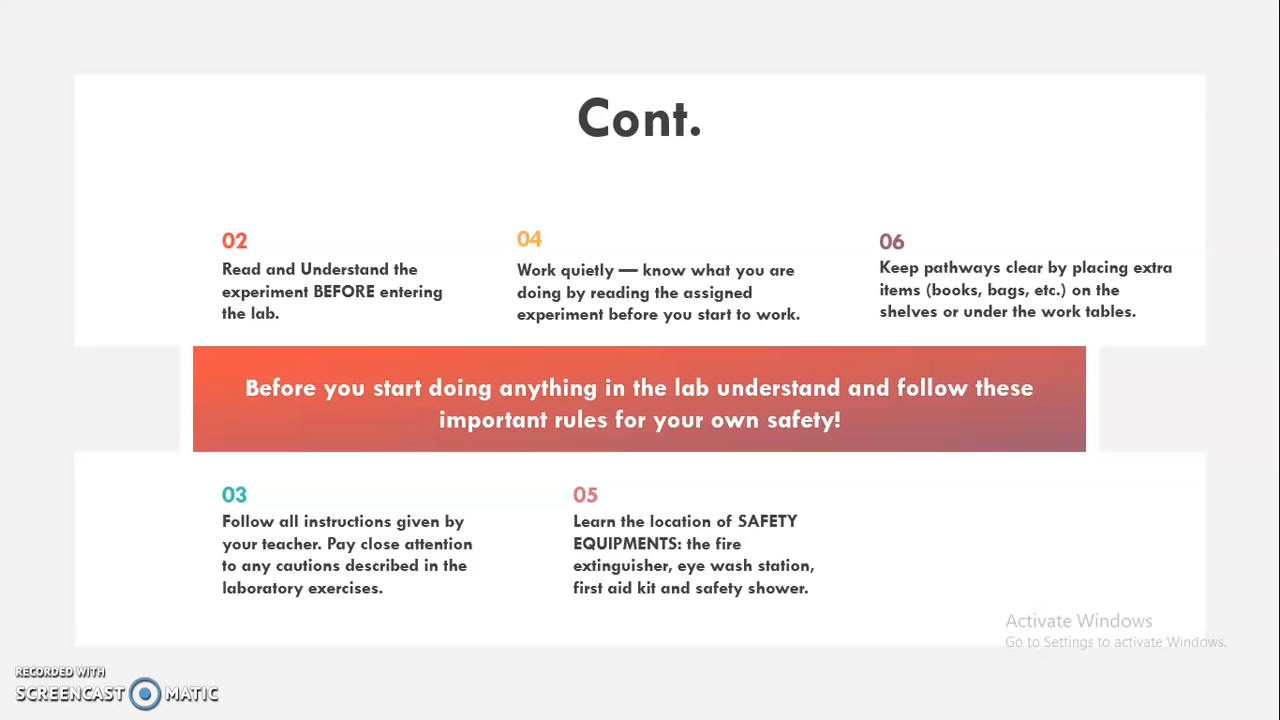 Cont.
02
Read and Understand the
experiment BEFORE entering
the lab.
04
Work quietly — know what you are
doing by reading the assigned
experiment before you start to work.
06
Keep pathways clear by placing extra
items (books, bags, etc.) on the
shelves or under the work tables.
Before you start doing anything in the lab understand and follow these
important rules for your own safety!
03
Follow all instructions given by
your teacher. Pay close attention
to any cautions described in the
laboratory exercises.
05
Learn the location of SAFETY
EQUIPMENTS: the fire
extinguisher, eye wash station,
first aid kit and safety shower.
Activate Windows
Go to Settings to activate Windows.
RECORDED WITH
SCREENCAST MATIC